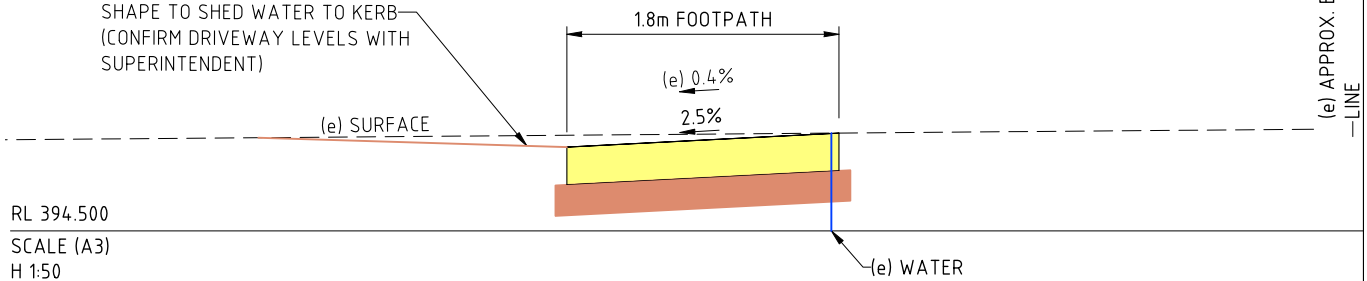 SHAPE TO SHED WATER TO KERB
(CONFIRM DRIVEWAY LEVELS WITH
SUPERINTENDENT)
1.8m FOOTPATH
(e) 0.4%
2.5%
(e) SURFACE
(e) APPROX.
LINE
RL 394.500
SCALE (A3)
H 1:50
(e) WATER